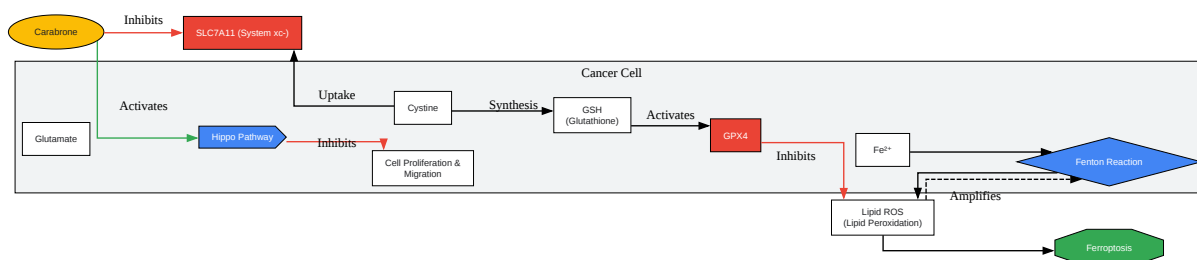 Carabrone
Inhibits
SLC7A11 (System xc-)
Cancer Cell
Activates
Uptake
Cystine
Synthesis
GSH
(Glutathione)
Activates
GPX4
Glutamate
Hippo Pathway
Inhibits
Cell Proliferation &
Migration
Inhibits
Fe²⁺
Fenton Reaction
Amplifies
Lipid ROS
(Lipid Peroxidation)
Ferroptosis